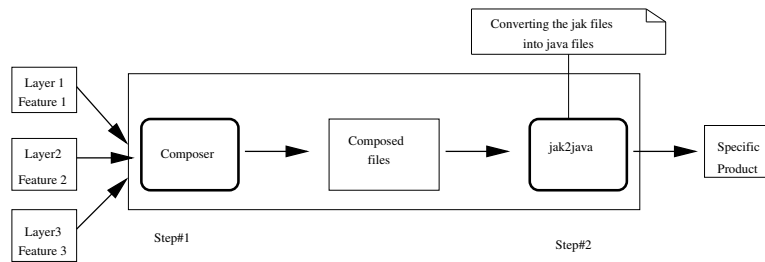 Converting the jak files
into java files
Layer 1
Feature 1
Layer2
Feature 2
Layer3
Feature 3
Composer
Composed
files
jak2java
Specific
Product
Step#1
Step#2